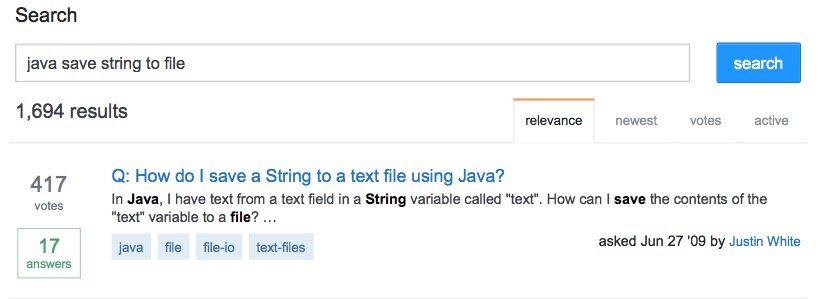 Search
java save string to file
search
1,694 results
relevance newest votes active
417
votes
17
answers
Q: How do I save a String to a text file using Java?
In Java, I have text from a text field in a String variable called "text". How can I save the contents of the
"text" variable to a file? ...
java file file-io text-files
asked Jun 27 '09 by Justin White